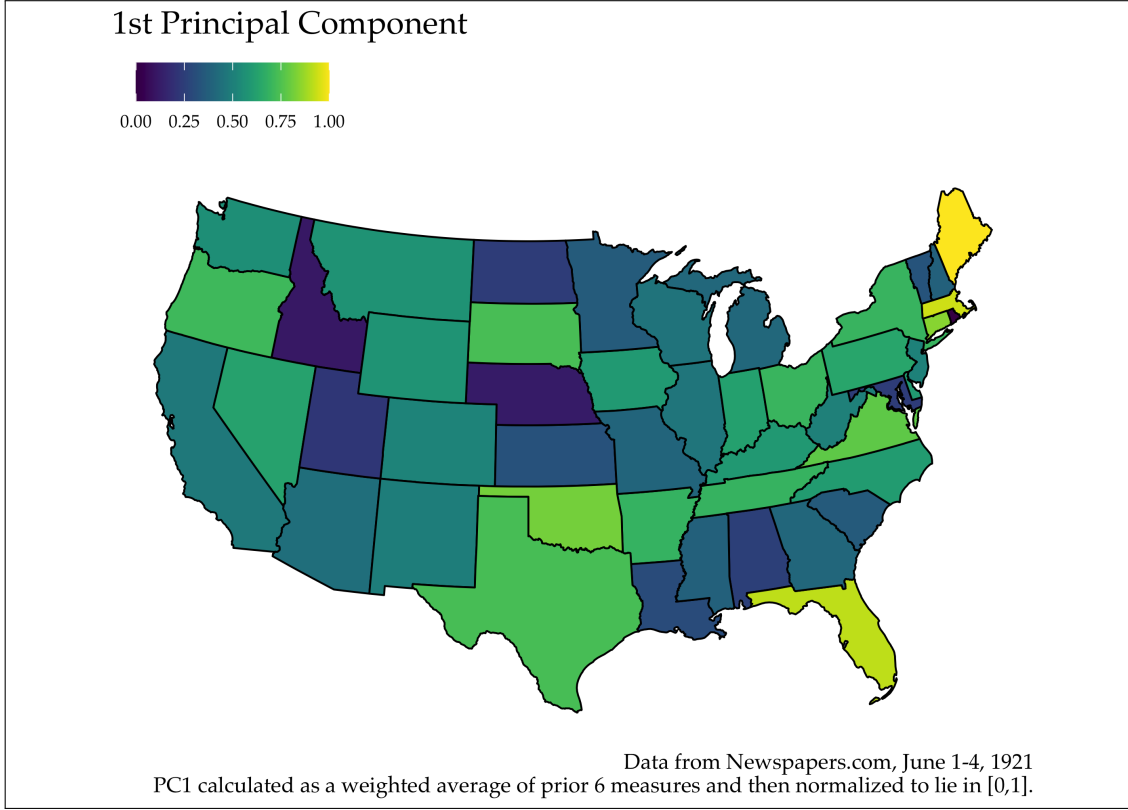 1st Principal Component
0.00 0.25 0.50 0.75 1.00
Data from Newspapers.com, June 1-4, 1921
PC1 calculated as a weighted average of prior 6 measures and then normalized to lie in [0,1].